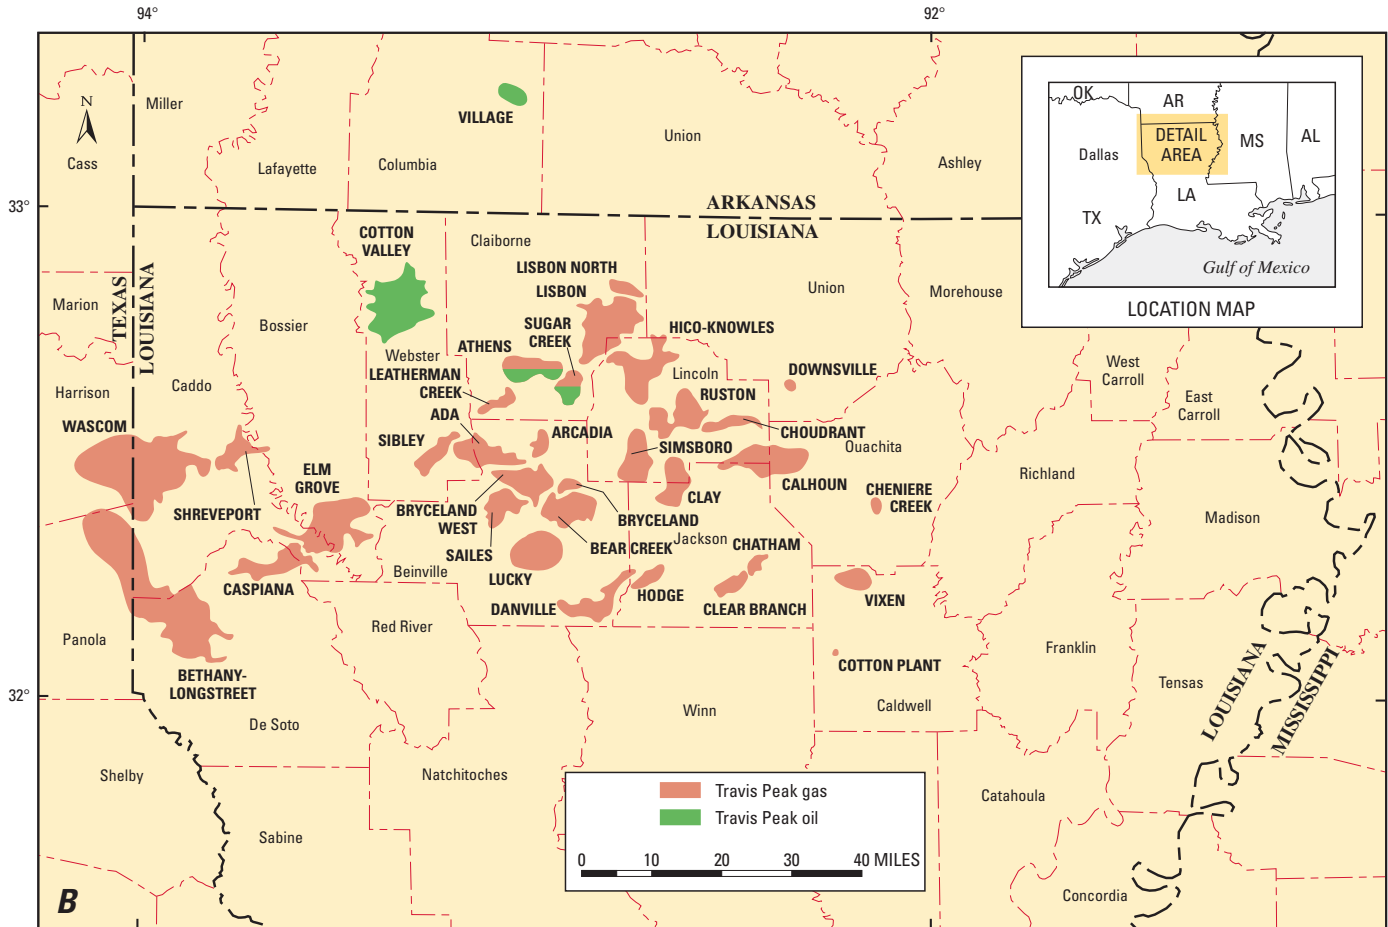 94°
92°
N
Miller
Cass
VILLAGE
Union
Lafayette
Columbia
Ashley
OK
AR
Dallas
DETAIL
AREA
MS
AL
LA
TX
Gulf of Mexico
LOCATION MAP
33°
ARKANSAS
LOUISIANA
TEXAS
LOUISIANA
COTTON
VALLEY
Claiborne
LISBON NORTH
LISBON
Union
Morehouse
Marion
Bossier
SUGAR
CREEK
HICO-KNOWLES
ATHENS
Webster
LEATHERMAN
CREEK
Lincoln
DOWNSVILLE
West
Carroll
Harrison
Caddo
RUSTON
East
Carroll
WASCOM
ADA
SIBLEY
ARCADIA
SIMSBORO
CHOUDRANT
Ouachita
ELM
GROVE
CALHOUN
Richland
SHREVEPORT
CLAY
CHENIERE
CREEK
BRYCELAND
WEST
BRYCELAND
Madison
SAILES
BEAR CREEK
Jackson
CHATHAM
LUCKY
Beinville
CASPIANA
HODGE
VIXEN
DANVILLE
CLEAR BRANCH
Red River
Panola
Franklin
COTTON PLANT
BETHANY-
LONGSTREET
Tensas
LOUISIANA
MISSISSIPPI
32°
Winn
Caldwell
De Soto
Shelby
Natchitoches
Travis Peak gas
Travis Peak oil
Catahoula
Sabine
0 10 20 30 40 MILES
Concordia
B